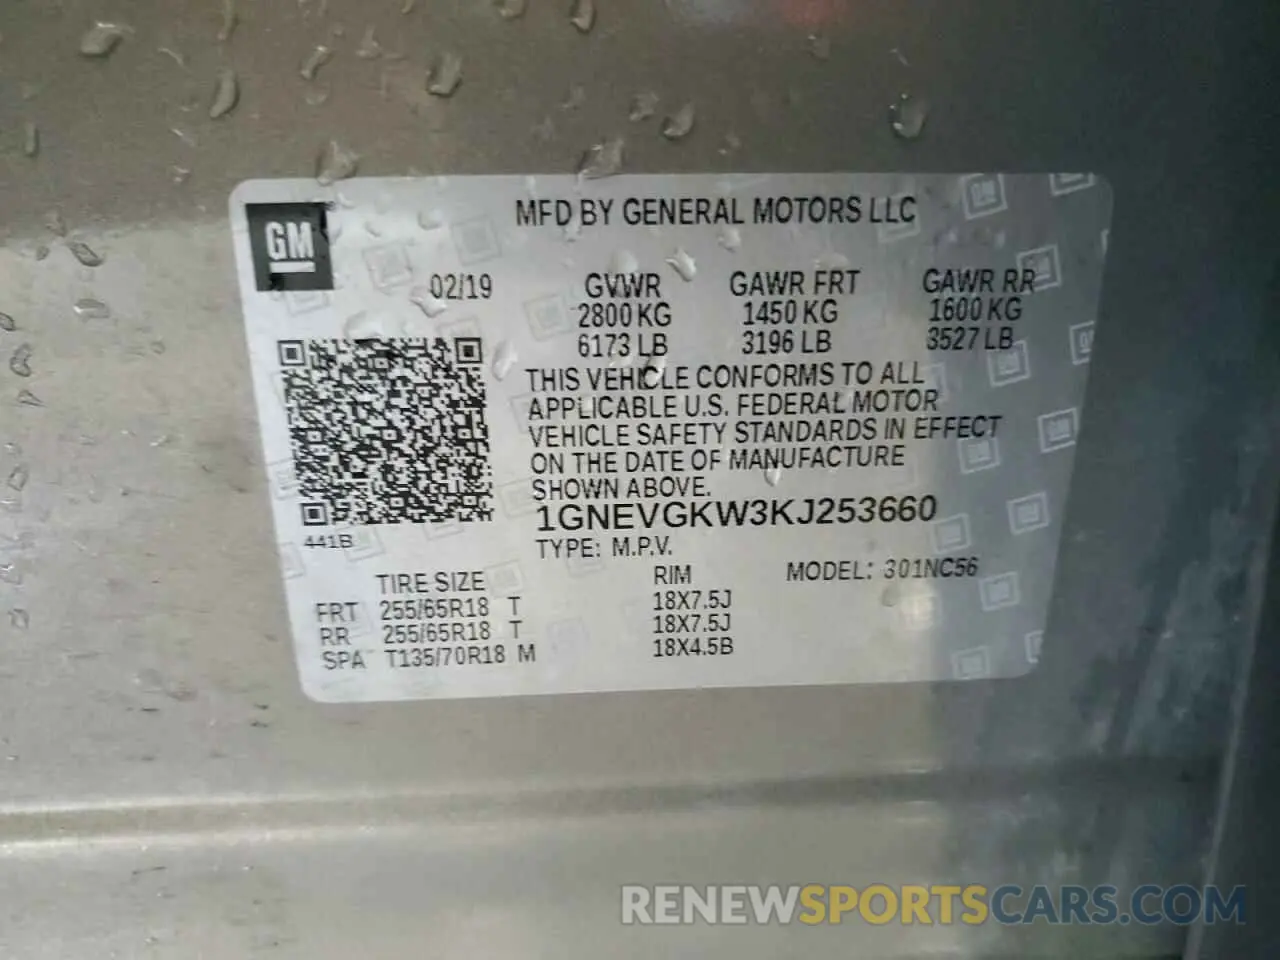 MFD BY GENERAL MOTORS LLC
GM
02/19 GVWR GAWR FRT GAWR RR
2800 KG 1450 KG 1600 KG
6173 LB 3196 LB 3527 LB
THIS VEHICLE CONFORMS TO ALL
APPLICABLE U.S. FEDERAL MOTOR
VEHICLE SAFETY STANDARDS IN EFFECT
ON THE DATE OF MANUFACTURE
SHOWN ABOVE.
1GNEVGKW3KJ253660
441B
TYPE: M.P.V.
TIRE SIZE RIM MODEL: 301NC56
FRT 255/65R18 T 18X7.5J
RR 255/65R18 T 18X7.5J
SPA T135/70R18 M 18X4.5B
RENEWSPORTSCARS.COM